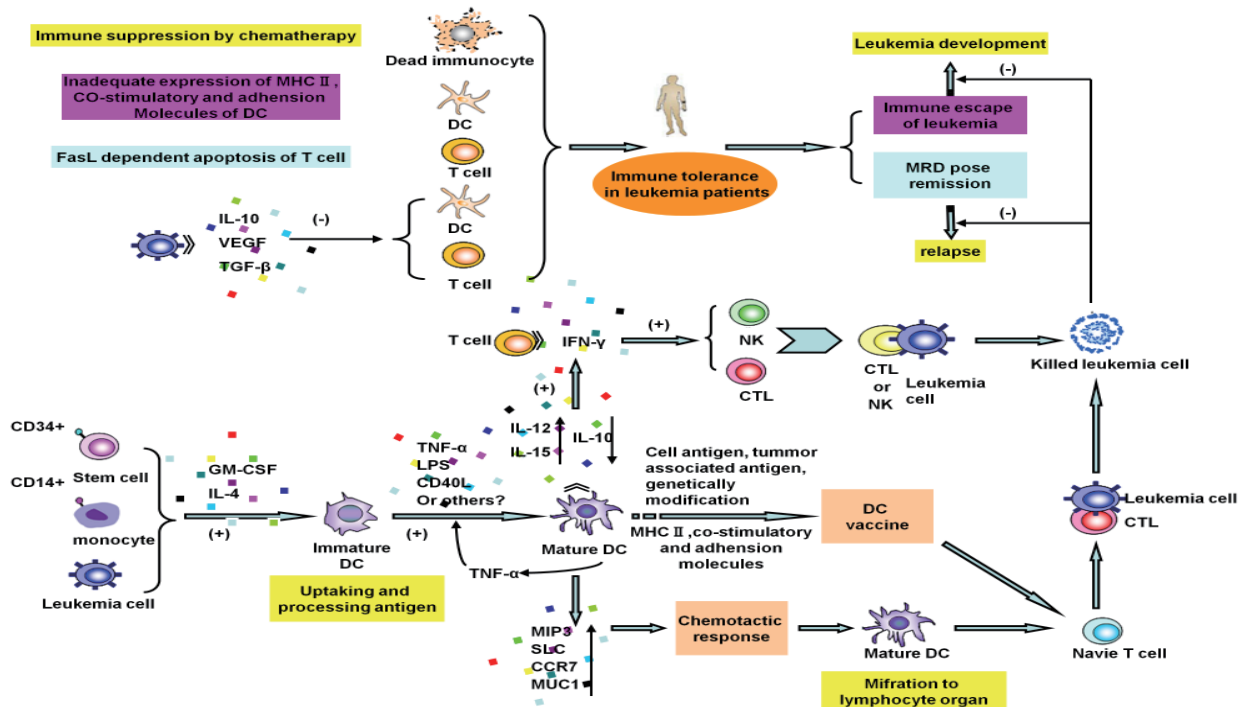 Immune suppression by chematherapy
Inadequate expression of MHC Ⅱ,
CO-stimulatory and adhension
Molecules of DC
FasL dependent apoptosis of T cell
IL-10
VEGF
TGF-β
(-)
Dead immunocyte
DC
T cell
DC
T cell
Immune tolerance
in leukemia patients
Leukemia development
(-)
Immune escape
of leukemia
MRD pose
remission
(-)
relapse
T cell
IFN-γ
(+)
NK
CTL
CTL
or
NK
Leukemia
cell
Killed leukemia cell
(+)
IL-12
IL-15
IL-10
CD34+
Stem cell
CD14+
monocyte
Leukemia cell
GM-CSF
IL-4
(+)
Immature
DC
Uptaking and
processing antigen
TNF-α
LPS
CD40L
Or others?
(+)
Mature DC
TNF-α
Cell antigen, tummor
associated antigen,
genetically
modification
MHC Ⅱ,co-stimulatory
and adhension
molecules
DC
vaccine
Leukemia cell
CTL
MIP3
SLC
CCR7
MUC1
Chemotactic
response
Mature DC
Navie T cell
Mifration to
lymphocyte organ